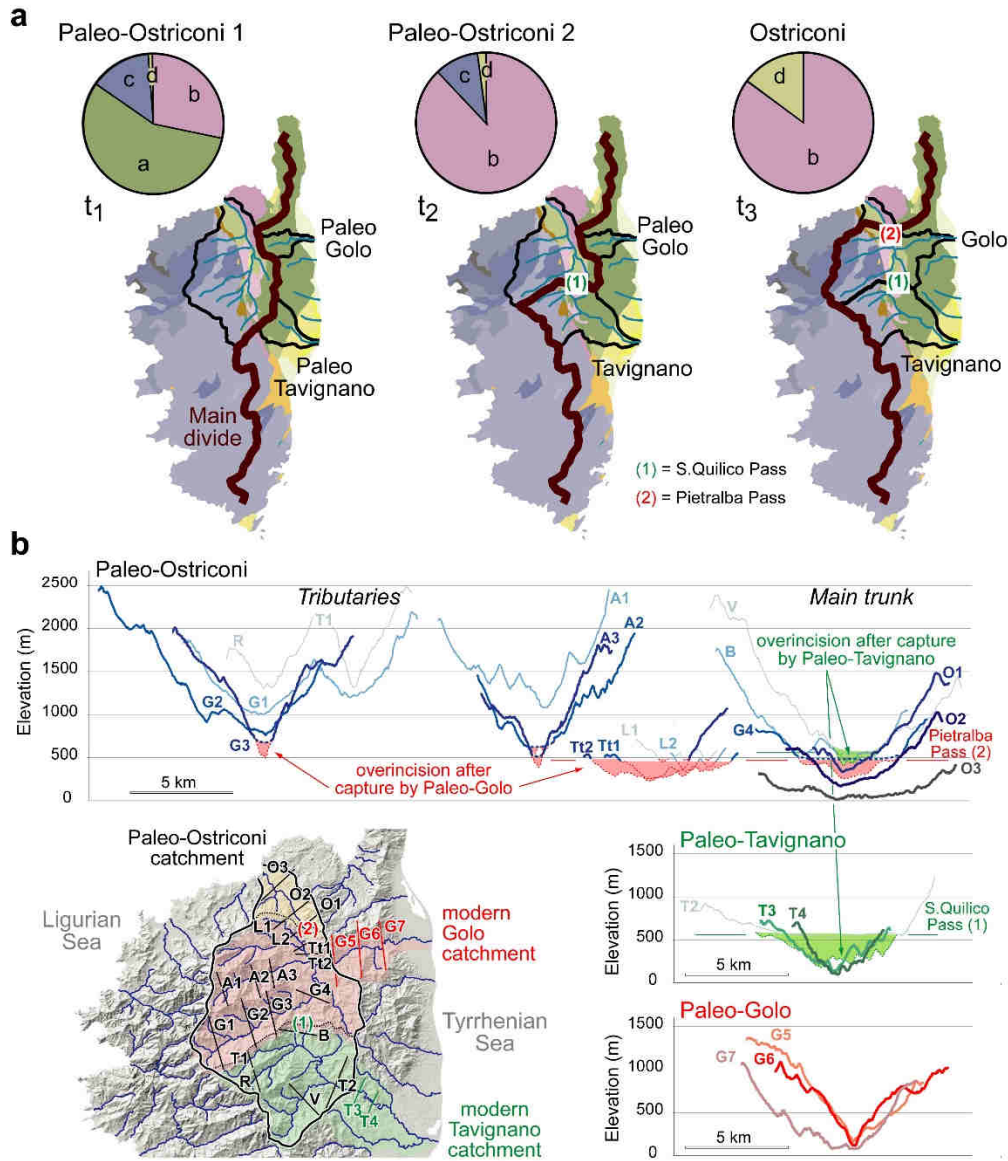 a
Paleo-Ostriconi 1
Paleo-Ostriconi 2
Ostriconi
c
d
b
a
c
d
b
d
b
t1
t2
t3
Paleo
Golo
Paleo
Golo
Golo
(2)
(1)
(1)
Paleo
Tavignano
Tavignano
Tavignano
Main
divide
(1) = S.Quilico Pass
(2) = Pietralba Pass
b
Paleo-Ostriconi
Elevation (m)
2500
2000
1500
1000
500
0
Tributaries
Main trunk
R
T1
G2
G1
G3
A1
A2
A3
Tt2
Tt1
L1
L2
V
B
G4
O1
O2
O3
overincision after capture
by Paleo-Tavignano
Pietralba
Pass (2)
overincision after
capture by Paleo-Golo
5 km
Paleo-Ostriconi
catchment
Ligurian
Sea
Tyrrhenian
Sea
modern
Golo
catchment
modern
Tavignano
catchment
O3
O2
O1
L1
(2)
L2
Tt1
Tt2
G5
G6
G7
A1
A2
A3
G4
G3
G2
G1
(1)
B
T1
R
V
T2
T3
T4
Paleo-Tavignano
Elevation (m)
1500
1000
500
0
T2
T3
T4
S.Quilico
Pass (1)
5 km
Paleo-Golo
Elevation (m)
1500
1000
500
0
G5
G7
G6
5 km